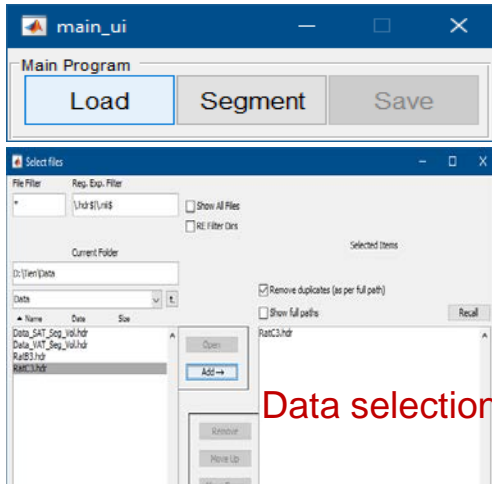 main_ui
Main Program
Load Segment Save
Select files
File Filter Reg. Exp. Filter
* \.hdr$|\.nii$
Show All Files
RE Filter Dirs
Current Folder
Selected Items
D:\Tien\Data
Data
Remove duplicates (as per full path)
Show full paths
Recall
Name Date Size
Data_SAT_Seg_Vol.hdr
Data_VAT_Seg_Vol.hdr
RatB3.hdr
RatC3.hdr
Open
Add →
RatC3.hdr
Data selection
Remove
Move Up